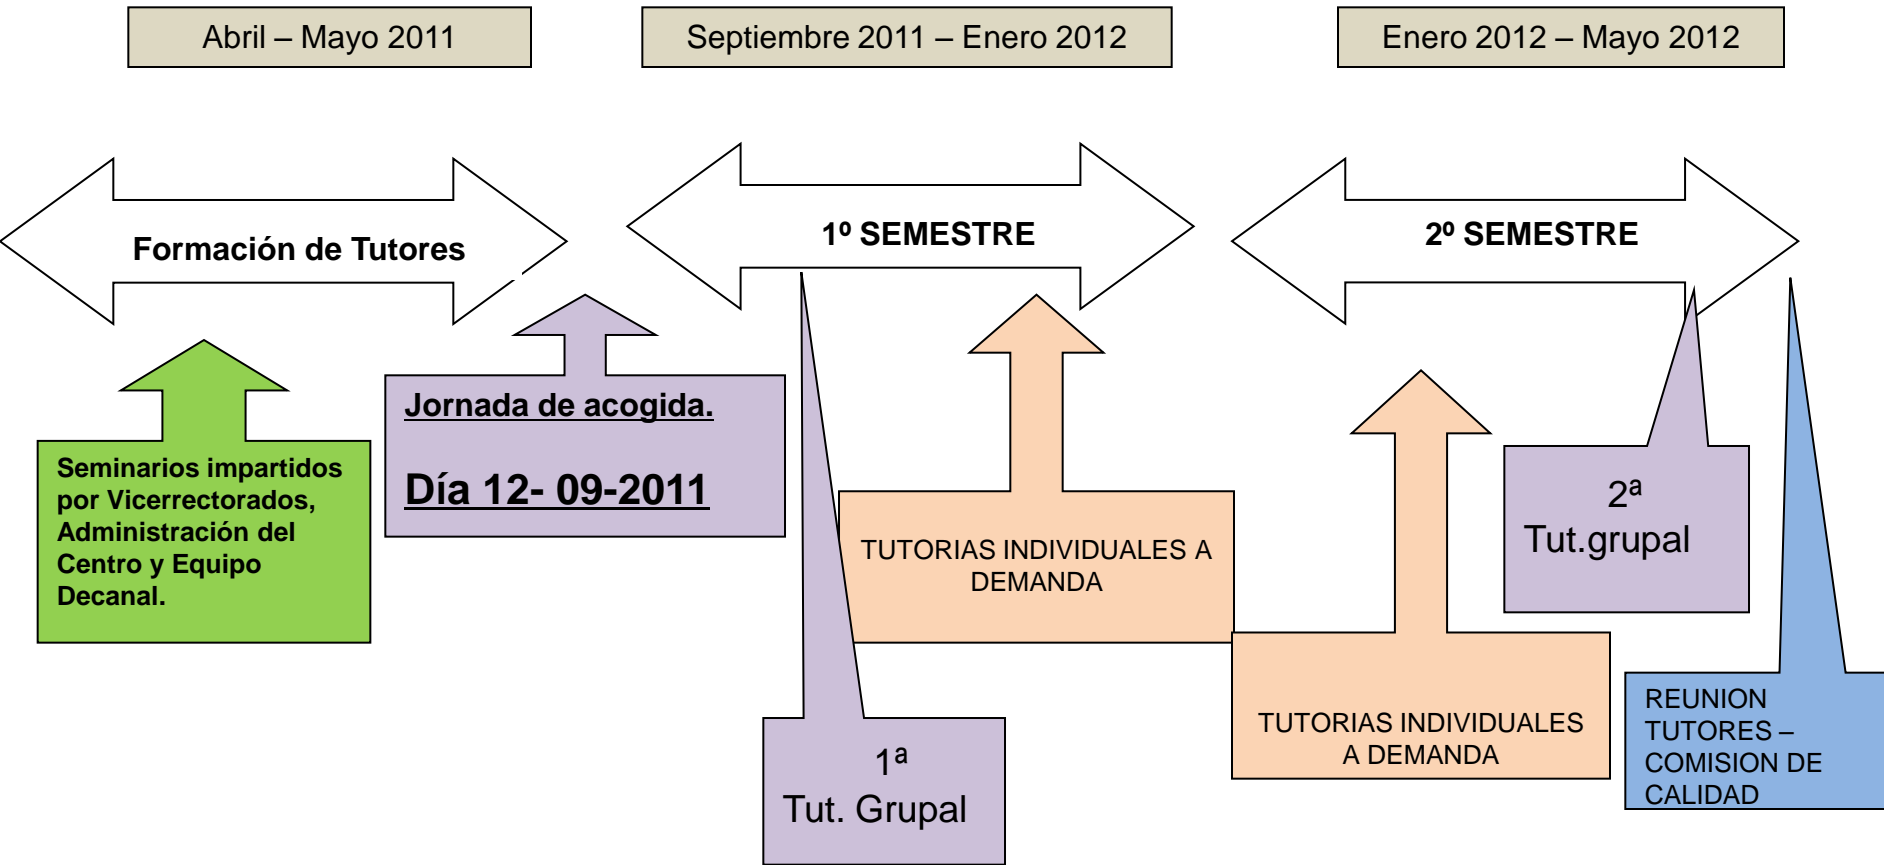 Abril – Mayo 2011
Septiembre 2011 – Enero 2012
Enero 2012 – Mayo 2012
Formación de Tutores
1º SEMESTRE
2º SEMESTRE
Seminarios impartidos
por Vicerrectorados,
Administración del
Centro y Equipo
Decanal.
Jornada de acogida.
Día 12- 09-2011
TUTORIAS INDIVIDUALES A
DEMANDA
1ª
Tut. Grupal
TUTORIAS INDIVIDUALES
A DEMANDA
2ª
Tut.grupal
REUNION
TUTORES –
COMISION DE
CALIDAD